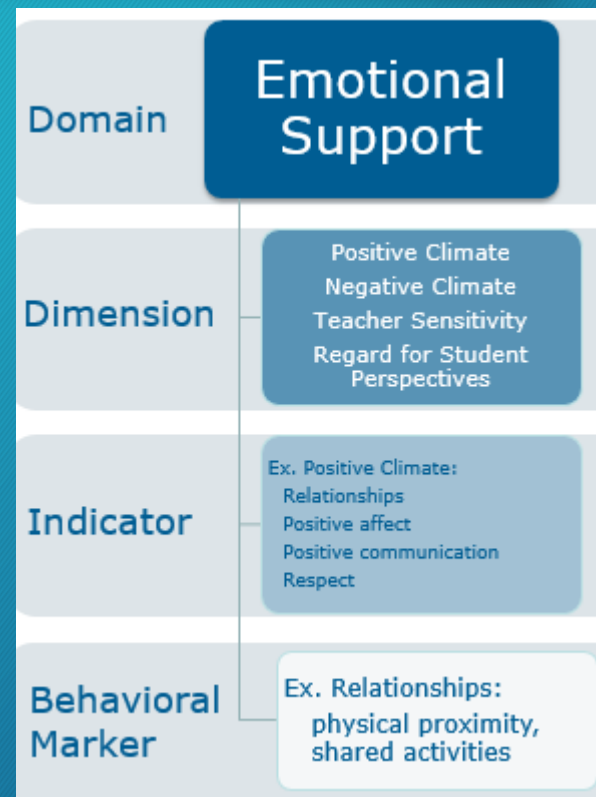 Domain
Emotional
Support
Dimension
Positive Climate
Negative Climate
Teacher Sensitivity
Regard for Student
Perspectives
Indicator
Ex. Positive Climate:
Relationships
Positive affect
Positive communication
Respect
Behavioral
Marker
Ex. Relationships:
physical proximity,
shared activities